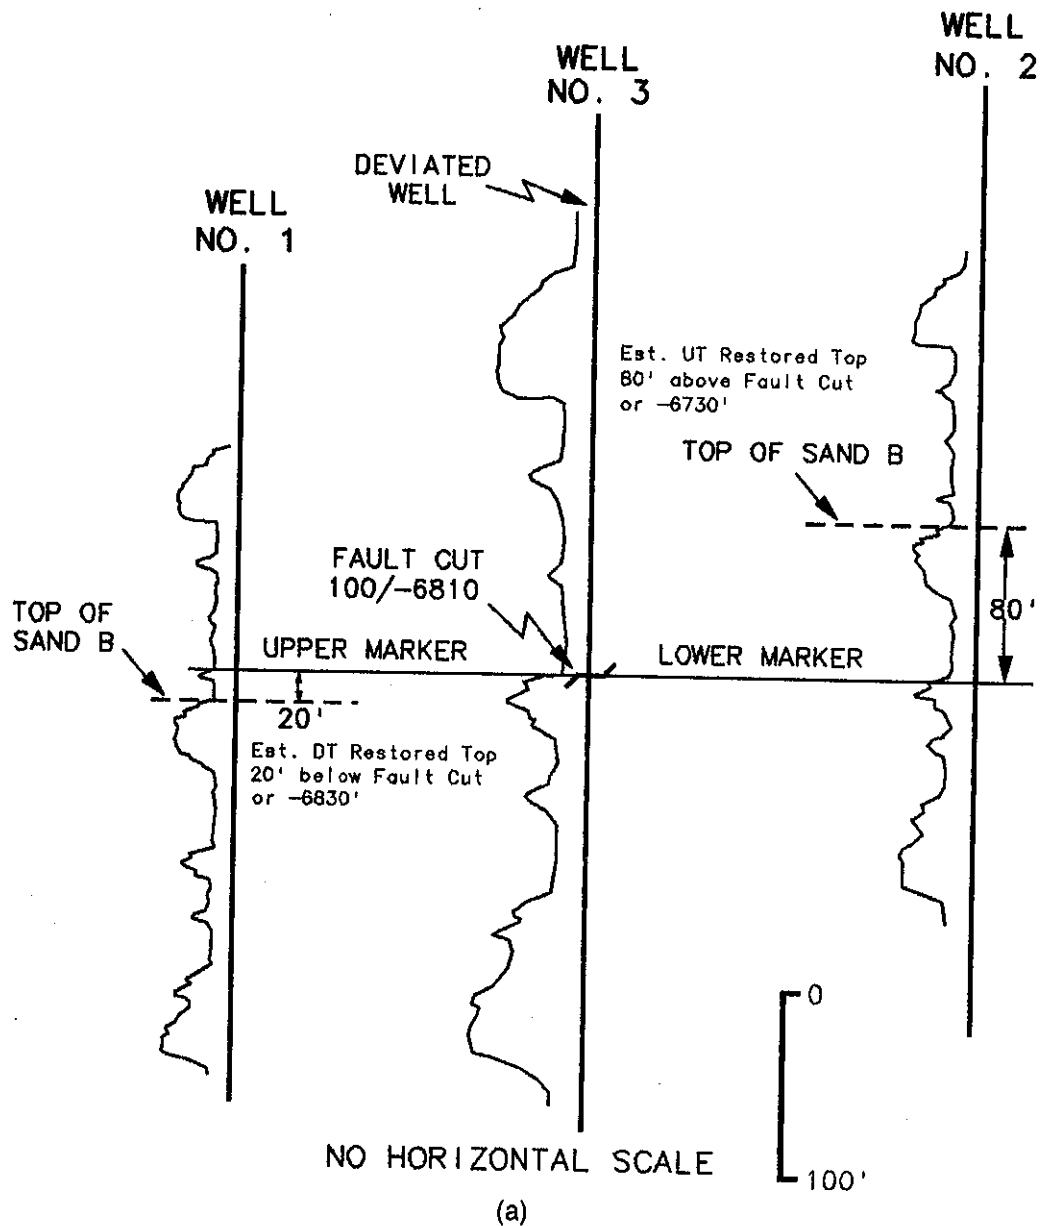 WELL
NO. 2
WELL
NO. 3
DEVIATED
WELL
WELL
NO. 1
Est. UT Restored Top
80' above Fault Cut
or -6730'
TOP OF SAND B
FAULT CUT
100/-6810
80'
TOP OF
SAND B
UPPER MARKER
LOWER MARKER
20'
Est. DT Restored Top
20' below Fault Cut
or -6830'
0
100'
NO HORIZONTAL SCALE
(a)